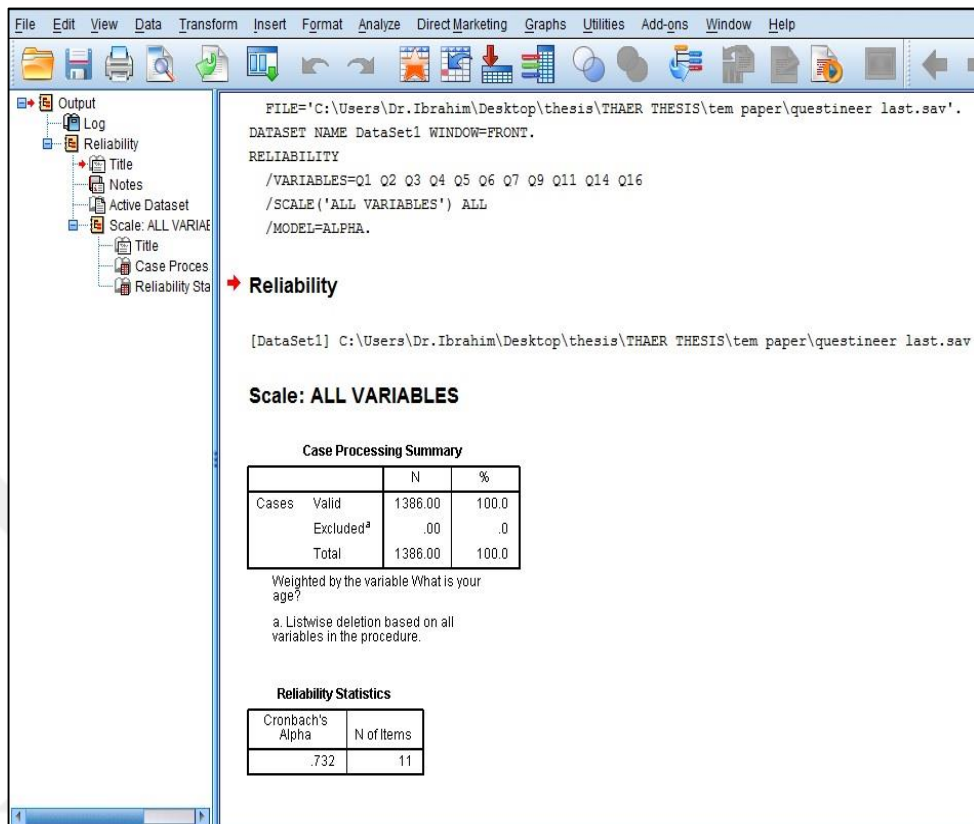 File Edit View Data Transform Insert Format Analyze Direct Marketing Graphs Utilities Add-ons Window Help
Output
Log
Reliability
Title
Notes
Active Dataset
Scale: ALL VARIAE
Title
Case Proces
Reliability Sta
FILE='C:\Users\Dr.Ibrahim\Desktop\thesis\THAER THESIS\tem paper\questineer last.sav'.
DATASET NAME DataSet1 WINDOW=FRONT.
RELIABILITY
/VARIABLES=Q1 Q2 Q3 Q4 Q5 Q6 Q7 Q9 Q11 Q14 Q16
/SCALE('ALL VARIABLES') ALL
/MODEL=ALPHA.
Reliability
[DataSet1] C:\Users\Dr.Ibrahim\Desktop\thesis\THAER THESIS\tem paper\questineer last.sav
Scale: ALL VARIABLES
Case Processing Summary
N %
Cases Valid 1386.00 100.0
Excludedª .00 .0
Total 1386.00 100.0
Weighted by the variable What is your
age?
a. Listwise deletion based on all
variables in the procedure.
Reliability Statistics
Cronbach's
Alpha N of Items
.732 11